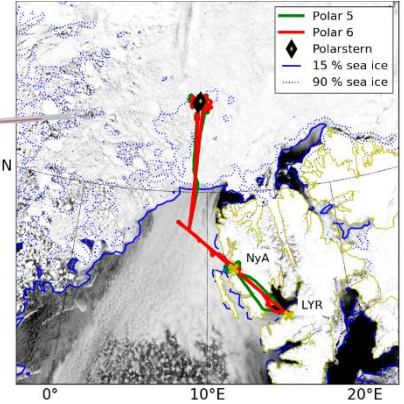 Polar 5
Polar 6
Polarstern
15 % sea ice
90 % sea ice
N
NyA
LYR
0°
10°E
20°E